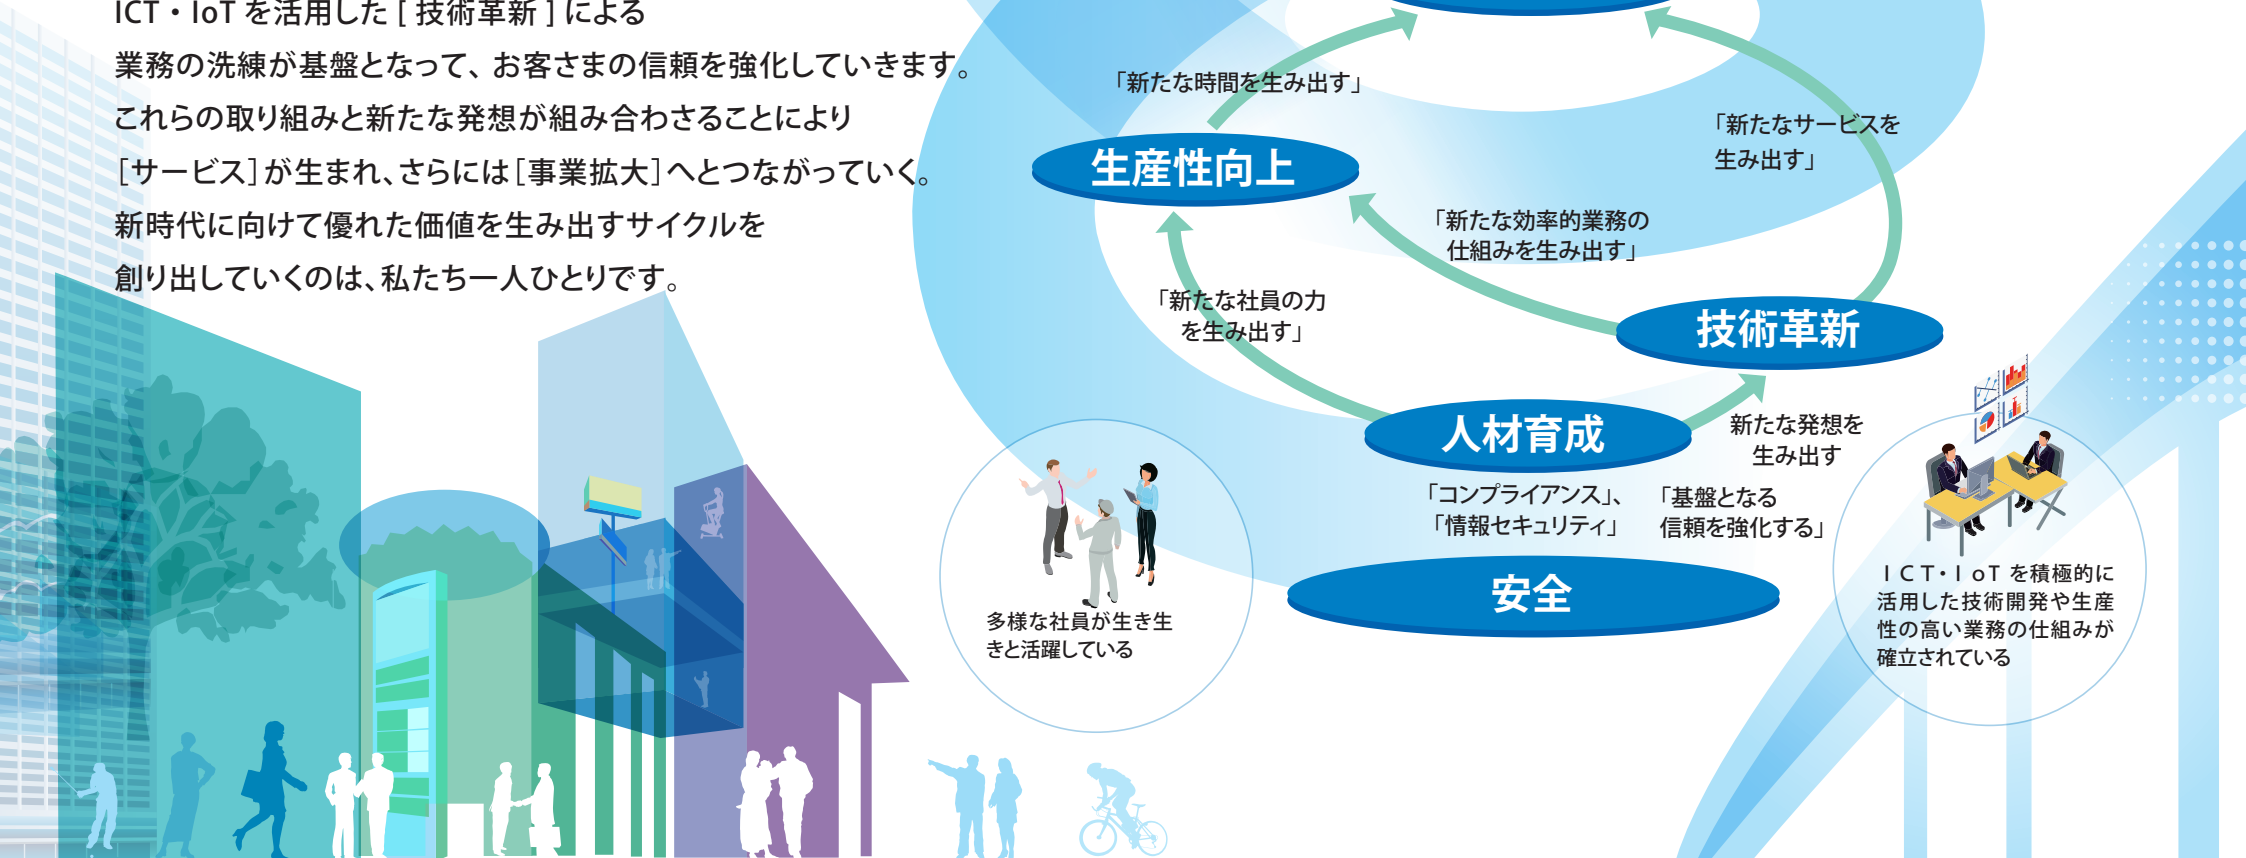 ICT・IoTを活用した[技術革新]による
業務の洗練が基盤となって、お客さまの信頼を強化していきます。
これらの取り組みと新たな発想が組み合わさることにより
[サービス]が生まれ、さらには[事業拡大]へとつながっていく。
新時代に向けて優れた価値を生み出すサイクルを
創り出していくのは、私たち一人ひとりです。
「新たな時間を生み出す」
「新たなサービスを
生み出す」
生産性向上
「新たな効率的業務の
仕組みを生み出す」
「新たな社員の力
を生み出す」
技術革新
人材育成
新たな発想を
生み出す
「コンプライアンス」、
「情報セキュリティ」
「基盤となる
信頼を強化する」
安全
多様な社員が生き生
きと活躍している
ICT・IoTを積極的に
活用した技術開発や生産
性の高い業務の仕組みが
確立されている